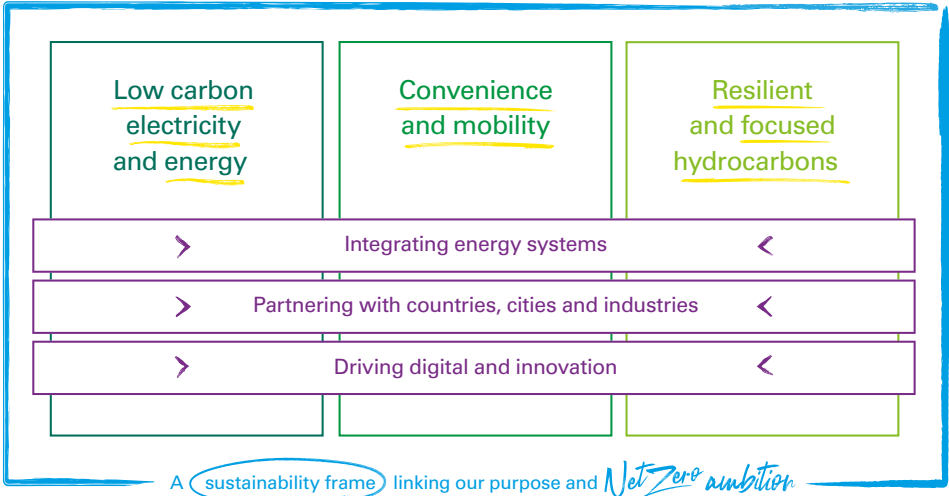 Low carbon
electricity
and energy
Convenience
and mobility
Resilient
and focused
hydrocarbons
Integrating energy systems
Partnering with countries, cities and industries
Driving digital and innovation
A sustainability frame linking our purpose and Net Zero ambition